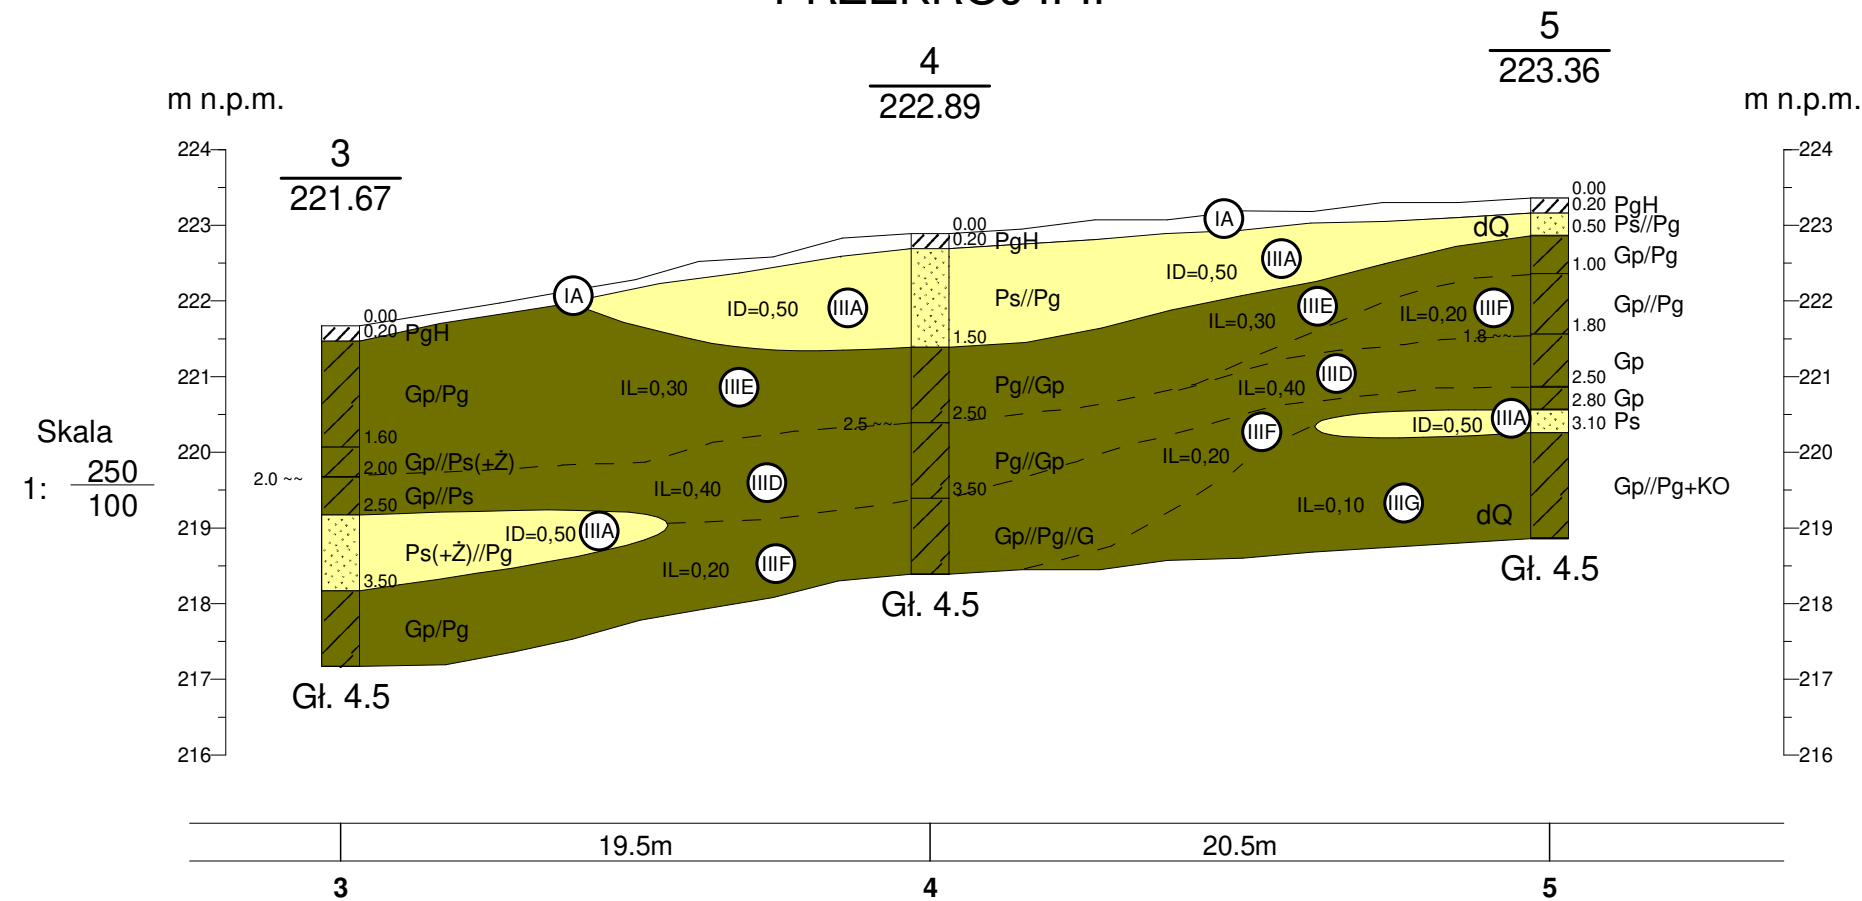 5
223.36
4
222.89
m n.p.m.
m n.p.m.
3
221.67
224
223
222
221
220
219
218
217
216
224
223
222
221
220
219
218
217
216
Skala
1: 250
100
0.00
0.20 PgH
Gp/Pg
1.60
2.00 Gp//Ps(+Ż)
2.0 ~~
Gp//Ps
2.50
Ps(+Ż)//Pg
3.50
Gp/Pg
Gł. 4.5
IA
ID=0,50 IIIA
IL=0,30 IIIE
IL=0,40 IIID
ID=0,50 IIIA
IL=0,20 IIIF
0.00
0.20 PgH
Ps//Pg
1.50
Pg//Gp
2.50
2.5 ~~
Pg//Gp
3.50
Gp//Pg//G
Gł. 4.5
IA
ID=0,50 IIIA
IL=0,30 IIIE
IL=0,20 IIIF
1.8 ~~
IL=0,40 IIID
IL=0,20 IIIF
ID=0,50 IIIA
IL=0,10 IIIG
dQ
dQ
0.00
0.20 PgH
0.50 Ps//Pg
Gp/Pg
1.00
Gp//Pg
1.80
Gp
2.50
Gp
2.80
3.10 Ps
Gp//Pg+KO
Gł. 4.5
19.5m
20.5m
3
4
5